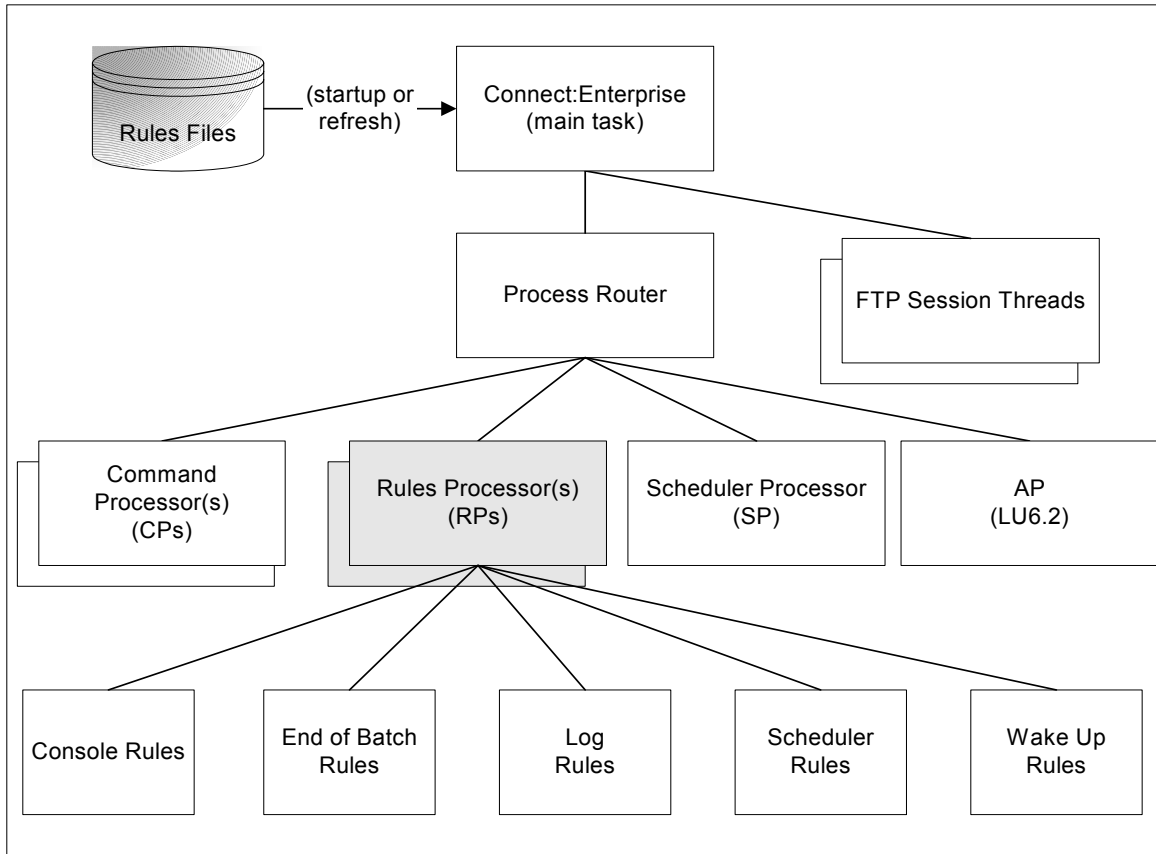 Rules Files
(startup or
refresh)
Connect:Enterprise
(main task)
Process Router
FTP Session Threads
Command
Processor(s)
(CPs)
Rules Processor(s)
(RPs)
Scheduler Processor
(SP)
AP
(LU6.2)
Console Rules
End of Batch
Rules
Log
Rules
Scheduler
Rules
Wake Up
Rules